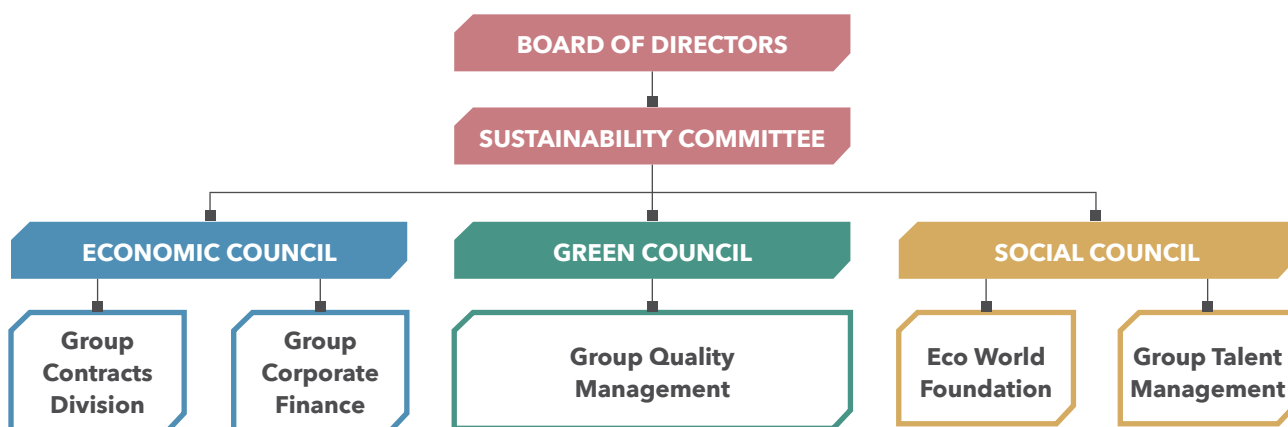 BOARD OF DIRECTORS
SUSTAINABILITY COMMITTEE
ECONOMIC COUNCIL
GREEN COUNCIL
SOCIAL COUNCIL
Group
Contracts
Division
Group
Corporate
Finance
Group Quality
Management
Eco World
Foundation
Group Talent
Management